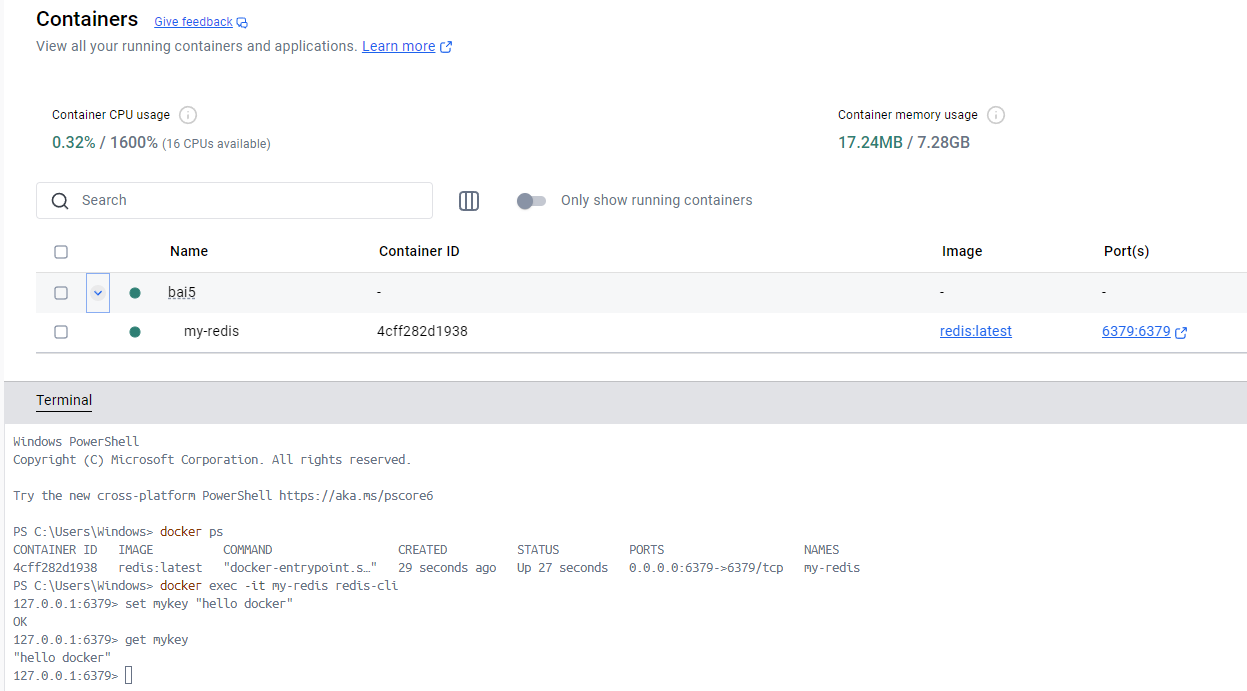 Containers Give feedback
View all your running containers and applications. Learn more
Container CPU usage Container memory usage
0.32% / 1600% (16 CPUs available) 17.24MB / 7.28GB
Search Only show running containers
Name Container ID Image Port(s)
bai5 - - -
my-redis 4cff282d1938 redis:latest 6379:6379
Terminal
Windows PowerShell
Copyright (C) Microsoft Corporation. All rights reserved.
Try the new cross-platform PowerShell https://aka.ms/pscore6
PS C:\Users\Windows> docker ps
CONTAINER ID IMAGE COMMAND CREATED STATUS PORTS NAMES
4cff282d1938 redis:latest "docker-entrypoint.s…" 29 seconds ago Up 27 seconds 0.0.0.0:6379->6379/tcp my-redis
PS C:\Users\Windows> docker exec -it my-redis redis-cli
127.0.0.1:6379> set mykey "hello docker"
OK
127.0.0.1:6379> get mykey
"hello docker"
127.0.0.1:6379>